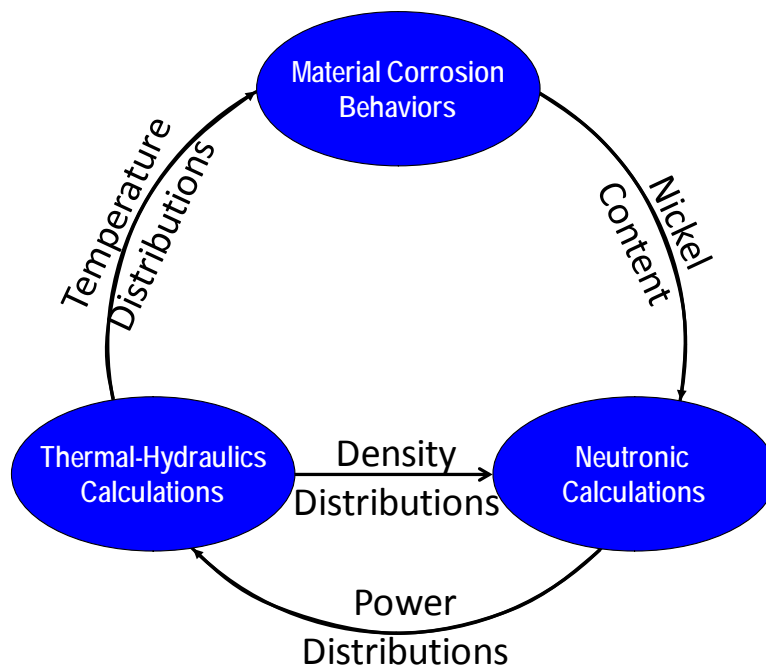 Material Corrosion
Behaviors
Temperature
Distributions
Nickel
Content
Thermal-Hydraulics
Calculations
Density
Distributions
Neutronic
Calculations
Power
Distributions